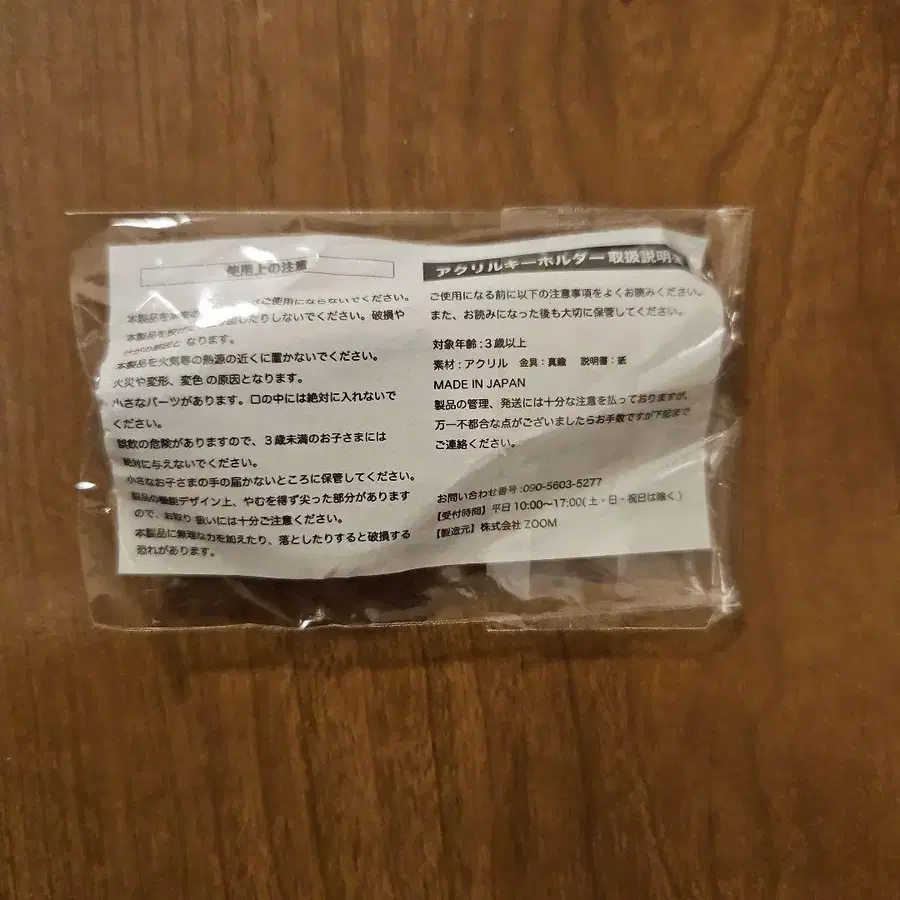 使用上の注意
本製品を本来の ご使用にならないでください。
本製品を投げ 回したりしないでください。破損や
けがの原因と なります。
本製品を火気等の熱源の近くに置かないでください。
火災や変形、変色の原因となります。
小さなパーツがあります。口の中には絶対に入れないで
ください。
誤飲の危険がありますので、3歳未満のお子さまには
絶対に与えないでください。
小さなお子さまの手の届かないところに保管してください。
製品の機能デザイン上、やむを得ず尖った部分があります
ので、お取り扱いには十分ご注意ください。
本製品に無理な力を加えたり、落としたりすると破損する
恐れがあります。
アクリルキーホルダー取扱説明
ご使用になる前に以下の注意事項をよくお読みください。
また、お読みになった後も大切に保管してください。
対象年齢:3歳以上
素材:アクリル 金具:真鍮 説明書:紙
MADE IN JAPAN
製品の管理、発送には十分な注意を払っておりますが、
万一不都合な点がございましたらお手数ですが下記まで
ご連絡ください。
お問い合わせ番号:090-5603-5277
【受付時間】平日10:00〜17:00(土・日・祝日は除く)
【製造元】株式会社 ZOOM